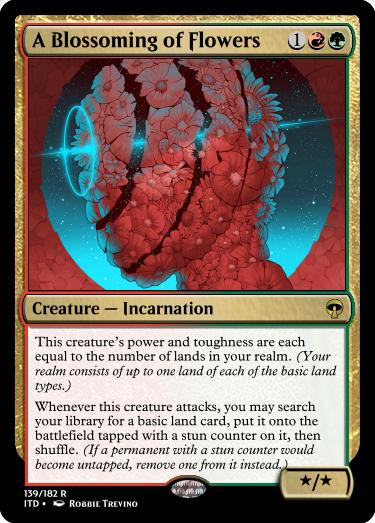 A Blossoming of Flowers 1
Creature — Incarnation
This creature's power and toughness are each
equal to the number of lands in your realm. (Your
realm consists of up to one land of each of the basic land
types.)
Whenever this creature attacks, you may search
your library for a basic land card, put it onto the
battlefield tapped with a stun counter on it, then
shuffle. (If a permanent with a stun counter would
become untapped, remove one from it instead.)
*/*
139/182 R
ITD • Robbie Trevino